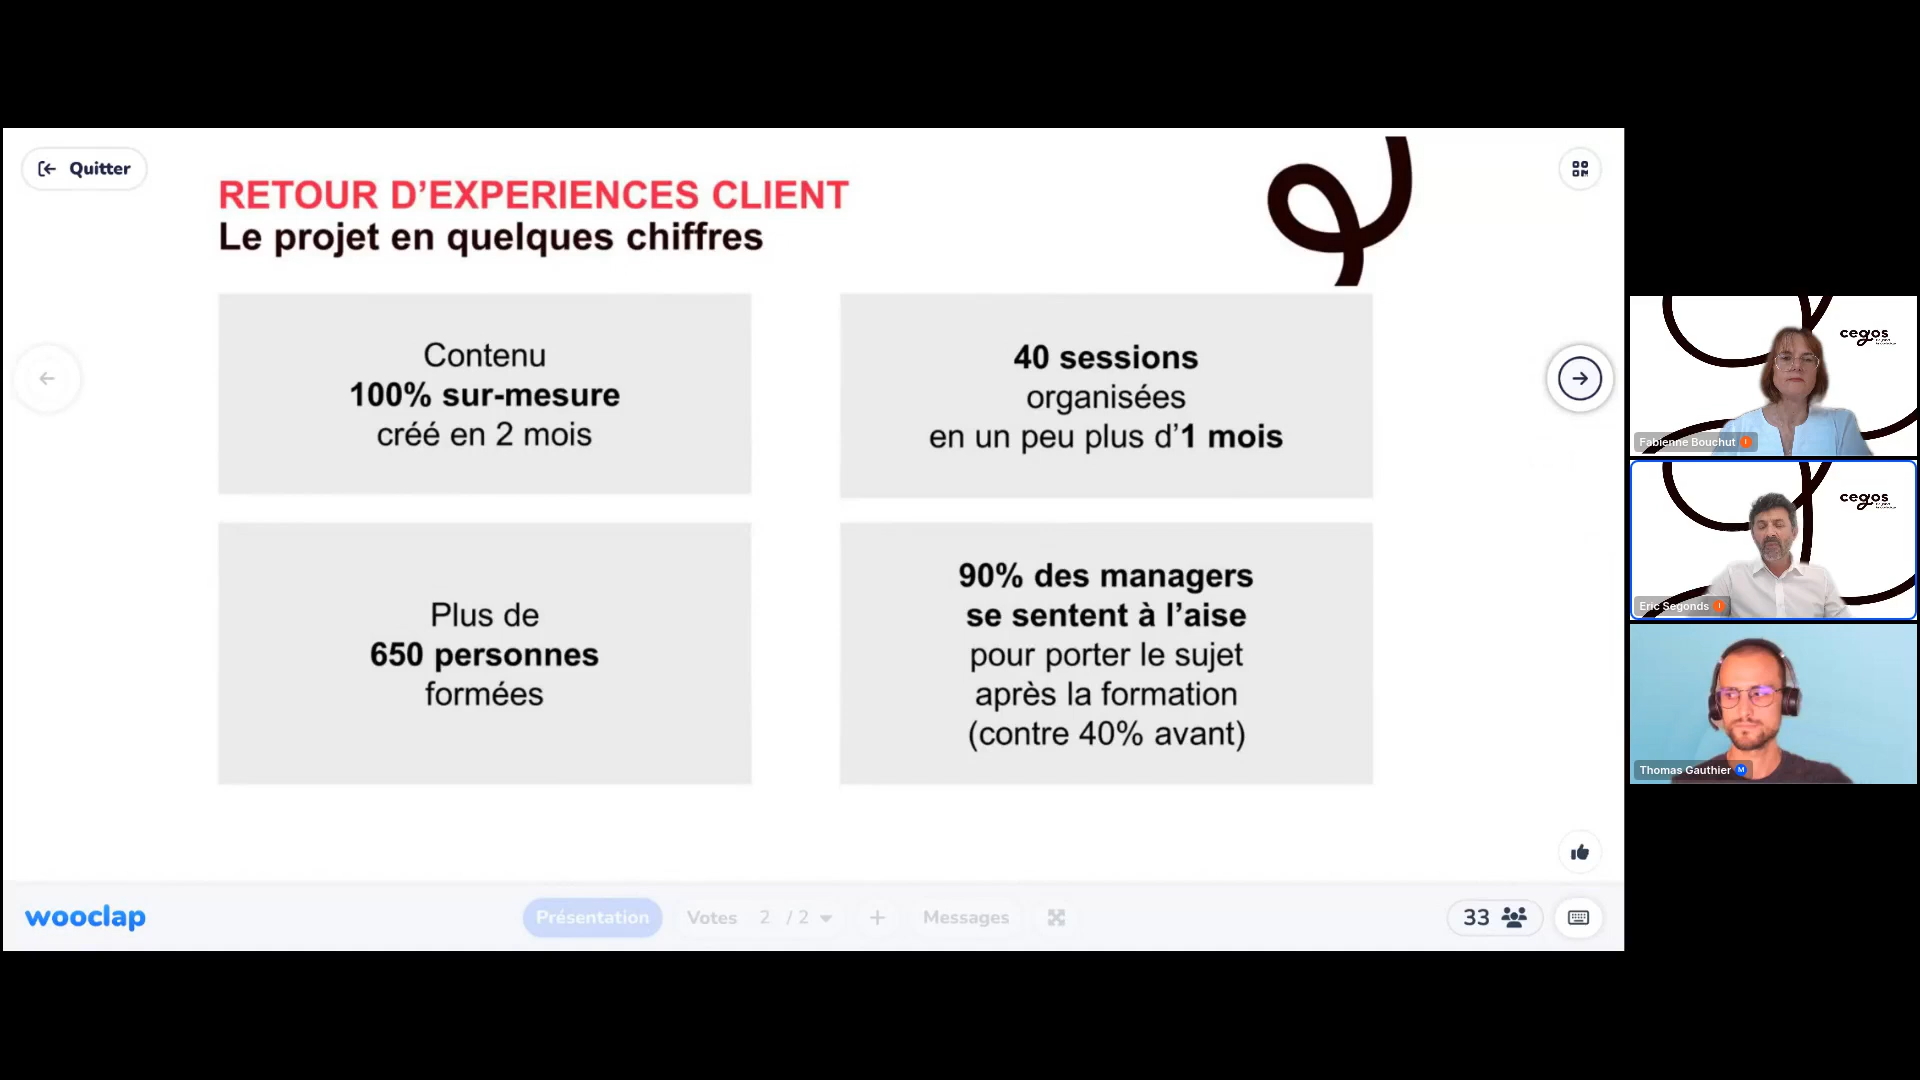 Quitter
RETOUR D’EXPERIENCES CLIENT
Le projet en quelques chiffres
Contenu
100% sur-mesure
créé en 2 mois
40 sessions
organisées
en un peu plus d’1 mois
Plus de
650 personnes
formées
90% des managers
se sentent à l’aise
pour porter le sujet
après la formation
(contre 40% avant)
wooclap
Présentation
Votes 2 / 2
Messages
33
cegos
Fabienne Bouchut
cegos
Eric Segonds
Thomas Gauthier M